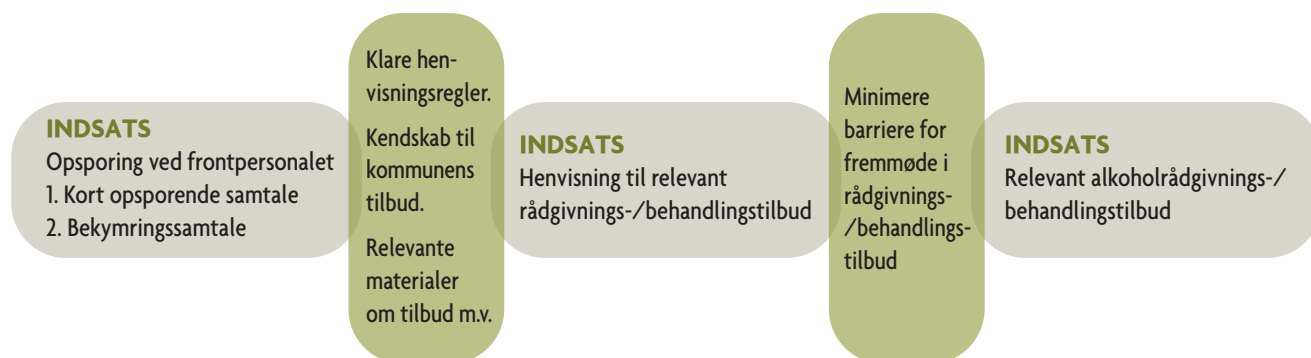 INDSATS
Opsporing ved frontpersonalet
1. Kort opsporende samtale
2. Bekymringssamtale
Klare hen-
visningsregler.
Kendskab til
kommunens
tilbud.
Relevante
materialer
om tilbud m.v.
INDSATS
Henvisning til relevant
rådgivnings-/behandlingstilbud
Minimere
barriere for
fremmøde i
rådgivnings-
/behandlings-
tilbud
INDSATS
Relevant alkoholrådgivnings-/
behandlingstilbud